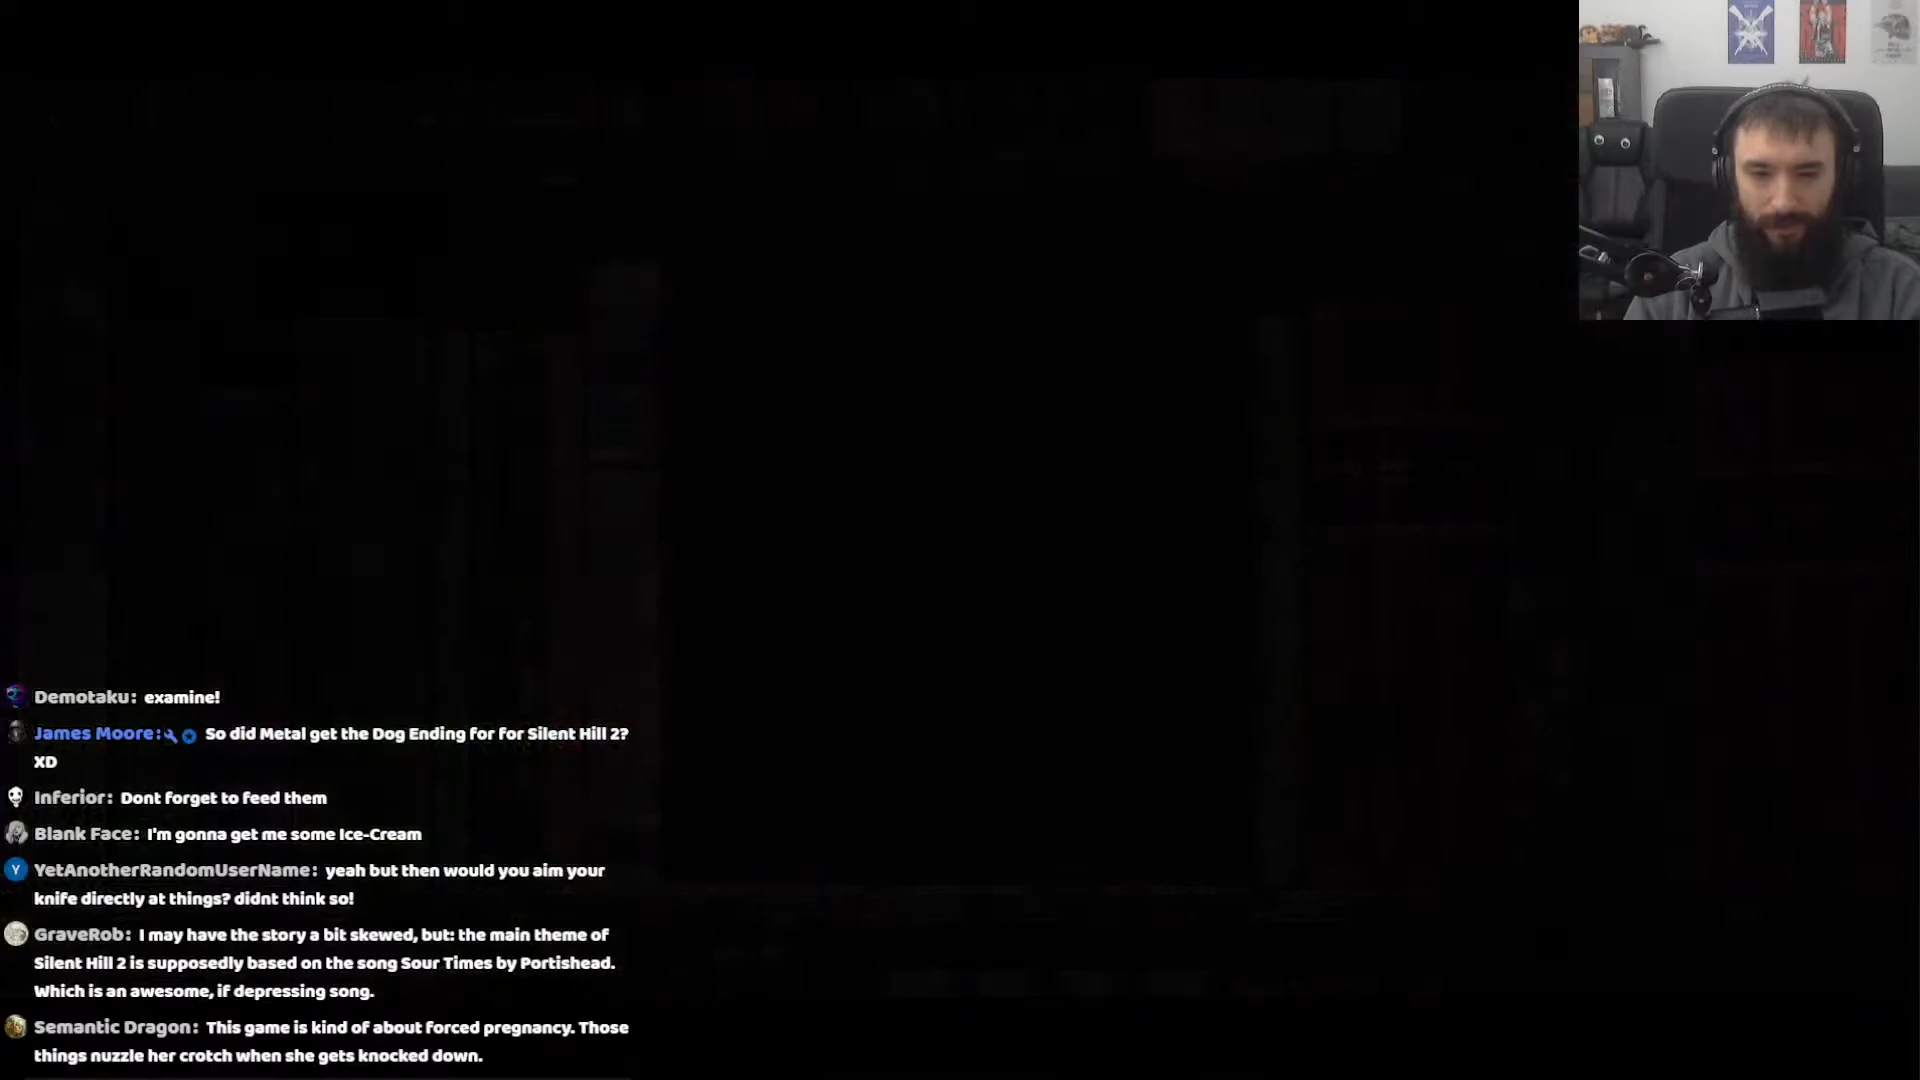 Demotaku: examine!
James Moore: So did Metal get the Dog Ending for for Silent Hill 2?
XD
Inferior: Dont forget to feed them
Blank Face: I'm gonna get me some Ice-Cream
Y YetAnotherRandomUserName: yeah but then would you aim your
knife directly at things? didnt think so!
GraveRob: I may have the story a bit skewed, but: the main theme of
Silent Hill 2 is supposedly based on the song Sour Times by Portishead.
Which is an awesome, if depressing song.
Semantic Dragon: This game is kind of about forced pregnancy. Those
things nuzzle her crotch when she gets knocked down.